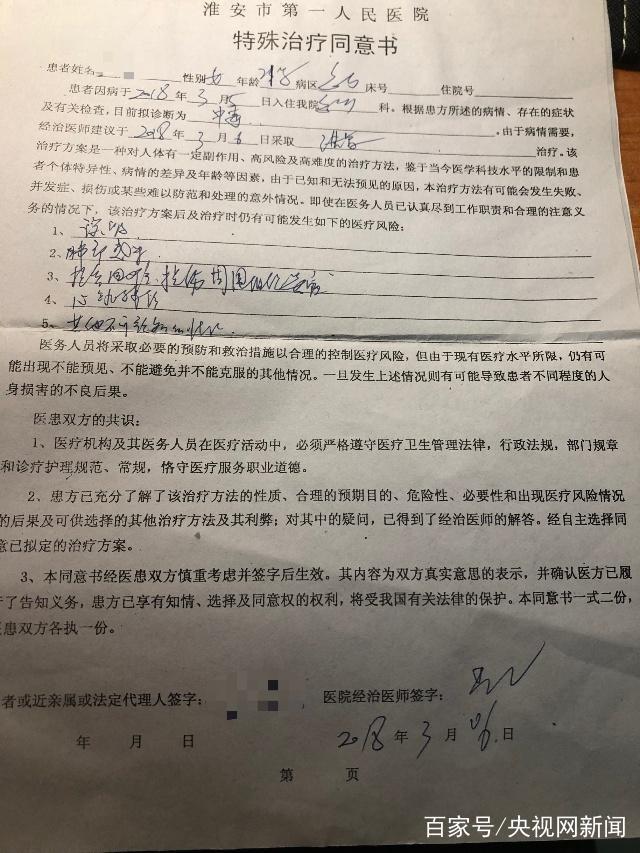 淮安市第一人民医院
特殊治疗同意书
患者姓名 性别 女 年龄 病区 床号 住院号
患者因病于 2018 年 3 月 日入住我院 科。根据患方所述的病情、存在的症状
及有关检查,目前拟诊断为 中毒 。由于病情需要,
经治医师建议于 2018 年 3 月 6 日采取 洗胃 治疗。该
治疗方案是一种对人体有一定副作用、高风险及高难度的治疗方法,鉴于当今医学科技水平的限制和患
者个体特异性、病情的差异及年龄等因素,由于已知和无法预见的原因,本治疗方法有可能会发生失败、
并发症、损伤或某些难以防范和处理的意外情况。即使在医务人员已认真尽到工作职责和合理的注意义
务的情况下,该治疗方案后及治疗时仍有可能发生如下的医疗风险:
1、
2、
3、
4、
5、
医务人员将采取必要的预防和救治措施以合理的控制医疗风险,但由于现有医疗水平所限,仍有可
能出现不能预见、不能避免并不能克服的其他情况。一旦发生上述情况则有可能导致患者不同程度的人
身损害的不良后果。
医患双方的共识:
1、医疗机构及其医务人员在医疗活动中,必须严格遵守医疗卫生管理法律,行政法规,部门规章
和诊疗护理规范、常规,恪守医疗服务职业道德。
2、患方已充分了解了该治疗方法的性质、合理的预期目的、危险性、必要性和出现医疗风险情况
的后果及可供选择的其他治疗方法及其利弊;对其中的疑问,已得到了经治医师的解答。经自主选择同
意已拟定的治疗方案。
3、本同意书经医患双方慎重考虑并签字后生效。其内容为双方真实意思的表示,并确认医方已履
行了告知义务,患方已享有知情、选择及同意权的权利,将受我国有关法律的保护。本同意书一式二份,
医患双方各执一份。
者或近亲属或法定代理人签字: 医院经治医师签字:
年 月 日 2018 年 3 月 日
第 页
百家号/央视网新闻